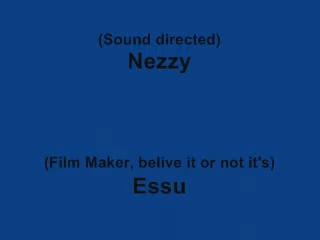 (Sound directed)
Nezzy
(Film Maker, belive it or not it's)
Essu